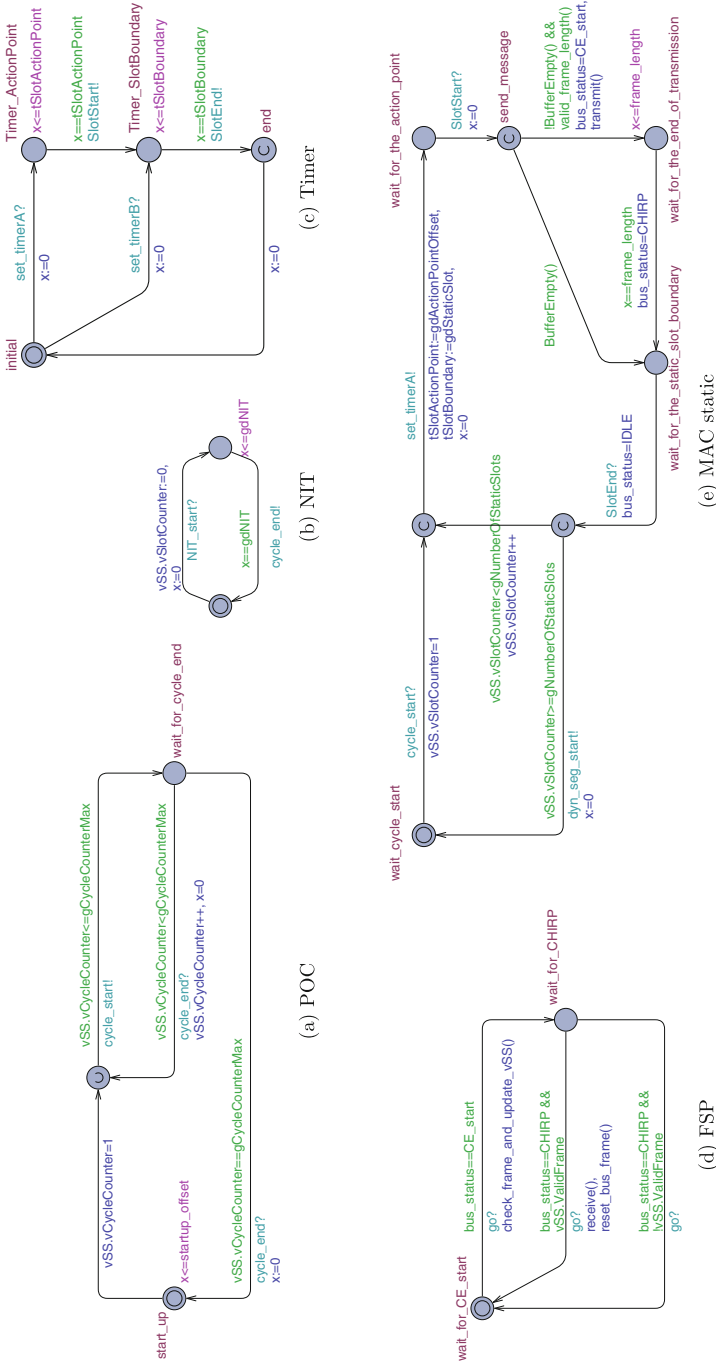 start_up
x<=startup_offset
vSS.vCycleCounter=1
vSS.vCycleCounter<=gCycleCounterMax
cycle_start!
wait_for_cycle_end
vSS.vCycleCounter<gCycleCounterMax
cycle_end?
vSS.vCycleCounter++, x=0
vSS.vCycleCounter==gCycleCounterMax
cycle_end?
x:=0
(a) POC
vSS.vSlotCounter:=0,
x:=0
NIT_start?
x<=gdNIT
x==gdNIT
cycle_end!
(b) NIT
initial
set_timerA?
x:=0
Timer_ActionPoint
x<=tSlotActionPoint
x==tSlotActionPoint
SlotStart!
set_timerB?
x:=0
Timer_SlotBoundary
x<=tSlotBoundary
x==tSlotBoundary
SlotEnd!
end
x:=0
(c) Timer
wait_for_CE_start
bus_status==CE_start
go?
check_frame_and_update_vSS()
wait_for_CHIRP
bus_status==CHIRP &&
vSS.ValidFrame
go?
receive(),
reset_bus_frame()
bus_status==CHIRP &&
!vSS.ValidFrame
go?
(d) FSP
wait_cycle_start
cycle_start?
vSS.vSlotCounter=1
set_timerA!
tSlotActionPoint:=gdActionPointOffset,
tSlotBoundary:=gdStaticSlot,
x:=0
wait_for_the_action_point
SlotStart?
x:=0
send_message
vSS.vSlotCounter<gNumberOfStaticSlots
vSS.vSlotCounter++
vSS.vSlotCounter>=gNumberOfStaticSlots
dyn_seg_start!
x:=0
BufferEmpty()
!BufferEmpty() &&
valid_frame_length()
bus_status=CE_start,
transmit()
SlotEnd?
bus_status=IDLE
x==frame_length
bus_status=CHIRP
x<=frame_length
wait_for_the_static_slot_boundary
wait_for_the_end_of_transmission
(e) MAC static